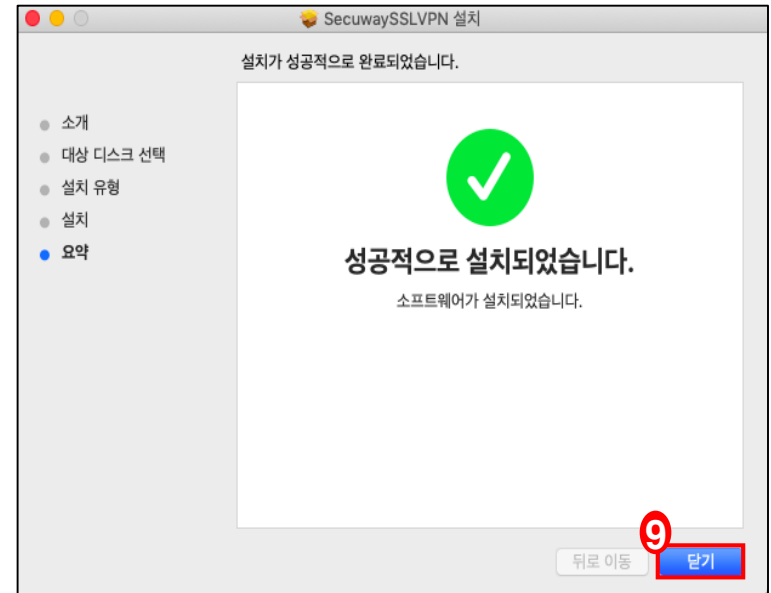 SecuwaySSLVPN 설치
설치가 성공적으로 완료되었습니다.
소개
대상 디스크 선택
설치 유형
설치
요약
성공적으로 설치되었습니다.
소프트웨어가 설치되었습니다.
9
뒤로 이동
닫기